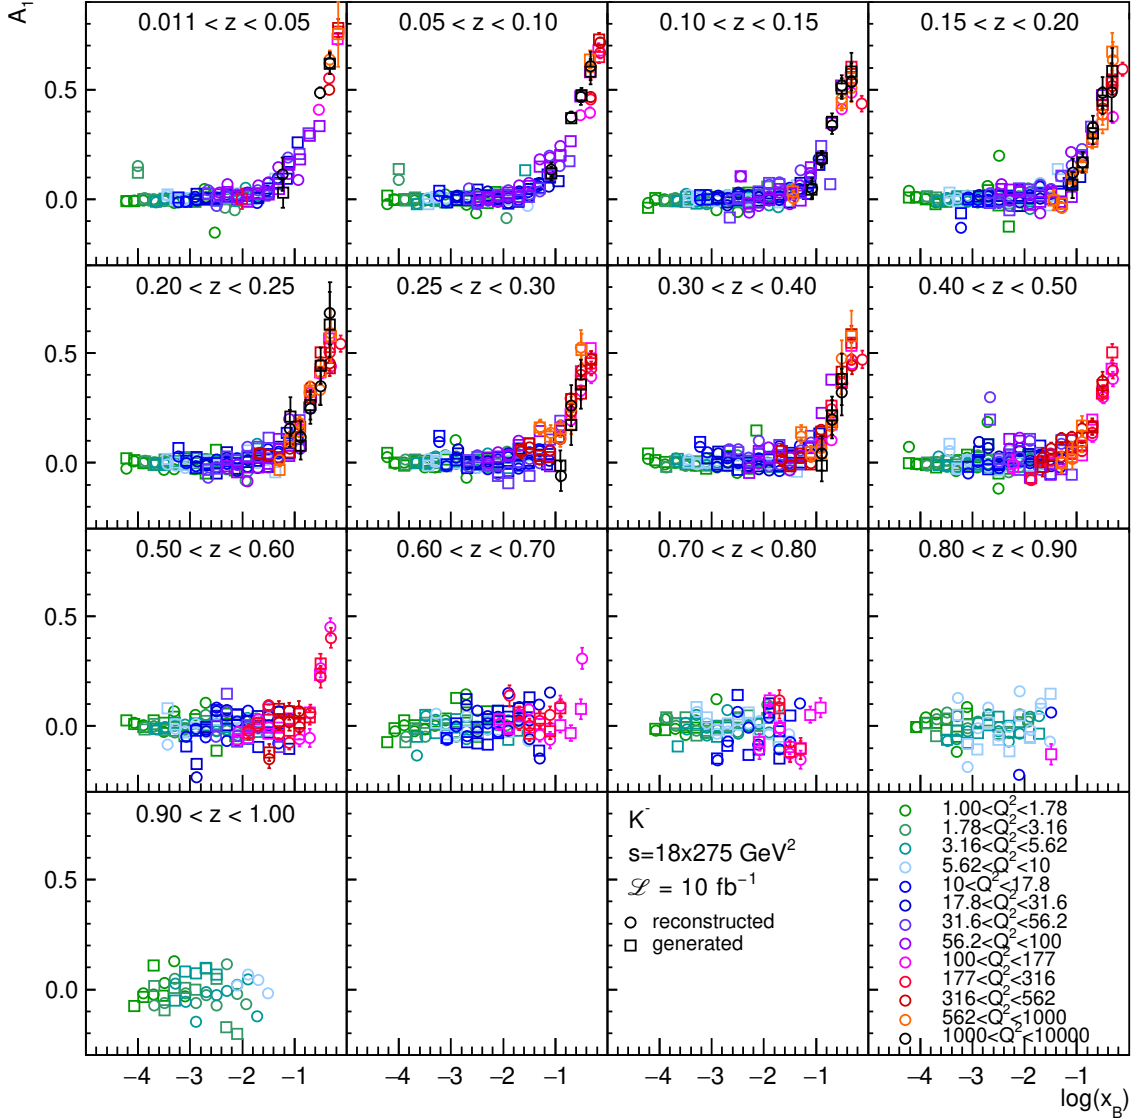 A₁
0.011 < z < 0.05
0.05 < z < 0.10
0.10 < z < 0.15
0.15 < z < 0.20
0.5
0.0
0.20 < z < 0.25
0.25 < z < 0.30
0.30 < z < 0.40
0.40 < z < 0.50
0.5
0.0
0.50 < z < 0.60
0.60 < z < 0.70
0.70 < z < 0.80
0.80 < z < 0.90
0.5
0.0
0.90 < z < 1.00
0.5
0.0
K⁻
s=18x275 GeV²
ℒ = 10 fb⁻¹
reconstructed
generated
1.00<Q²<1.78
1.78<Q²<3.16
3.16<Q²<5.62
5.62<Q²<10
10<Q²<17.8
17.8<Q²<31.6
31.6<Q²<56.2
56.2<Q²<100
100<Q²<177
177<Q²<316
316<Q²<562
562<Q²<1000
1000<Q²<10000
−4 −3 −2 −1 −4 −3 −2 −1 −4 −3 −2 −1 −4 −3 −2 −1
log(x_B)